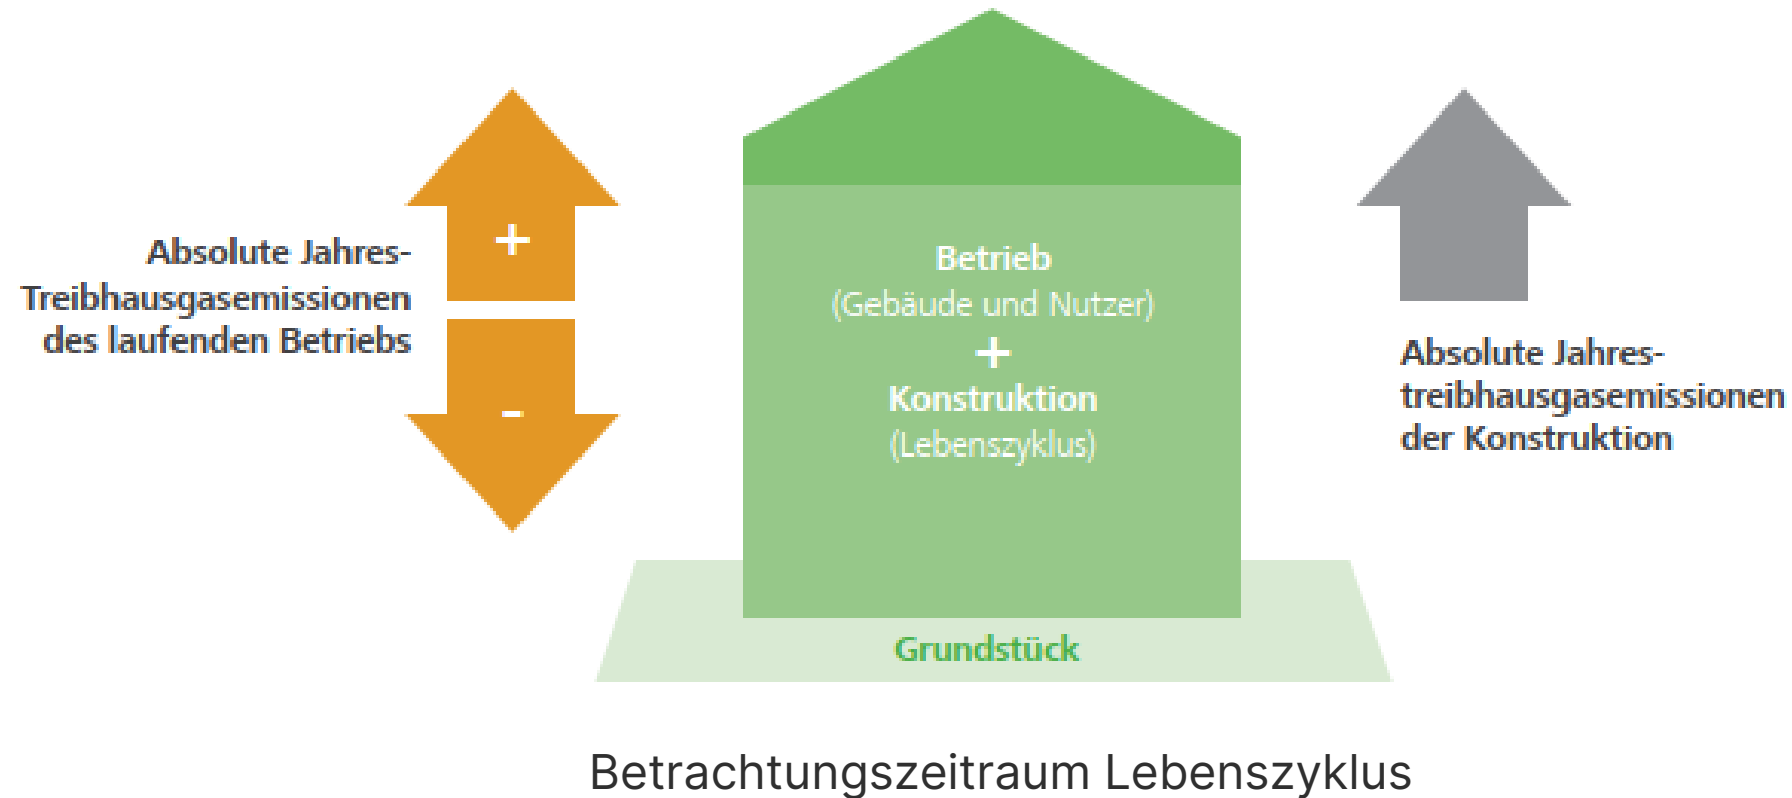 Absolute Jahres-
Treibhausgasemissionen
des laufenden Betriebs
+
-
Betrieb
(Gebäude und Nutzer)
+
Konstruktion
(Lebenszyklus)
Grundstück
Absolute Jahres-
treibhausgasemissionen
der Konstruktion
Betrachtungszeitraum Lebenszyklus